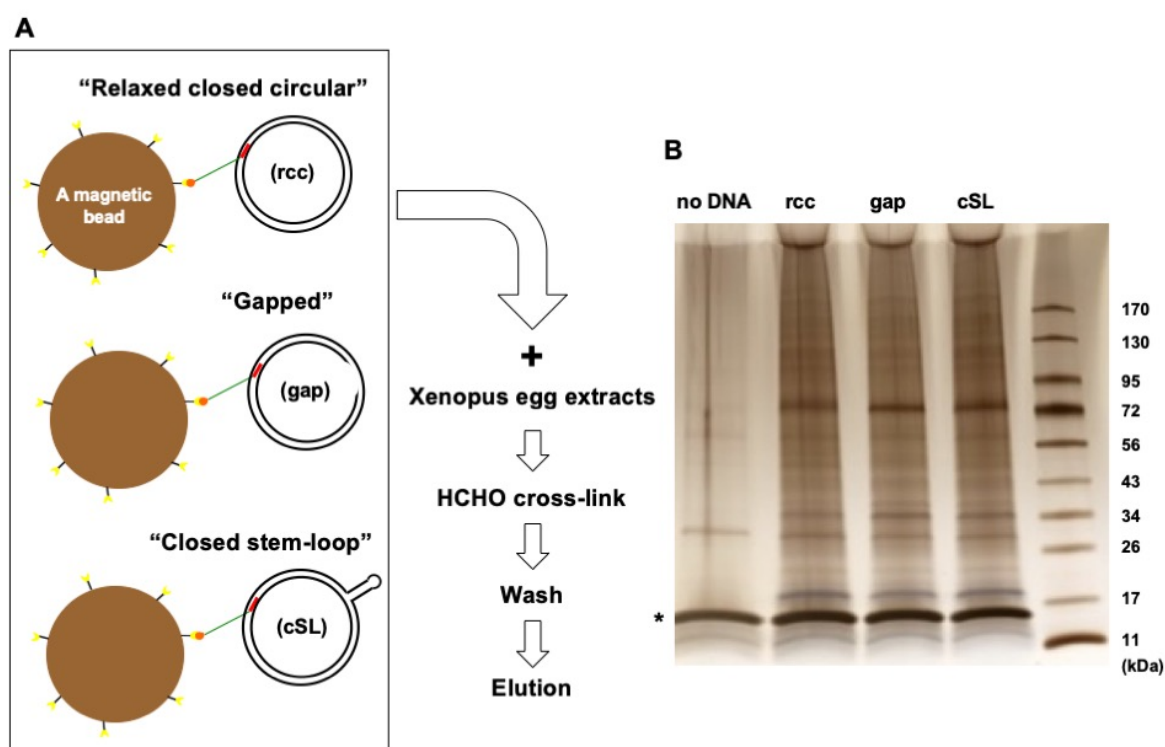 A
“Relaxed closed circular”
A magnetic
bead
(rcc)
“Gapped”
(gap)
“Closed stem-loop”
(cSL)
+
Xenopus egg extracts
HCHO cross-link
Wash
Elution
B
no DNA rcc gap cSL
170
130
95
72
56
43
34
26
17
*
11
(kDa)